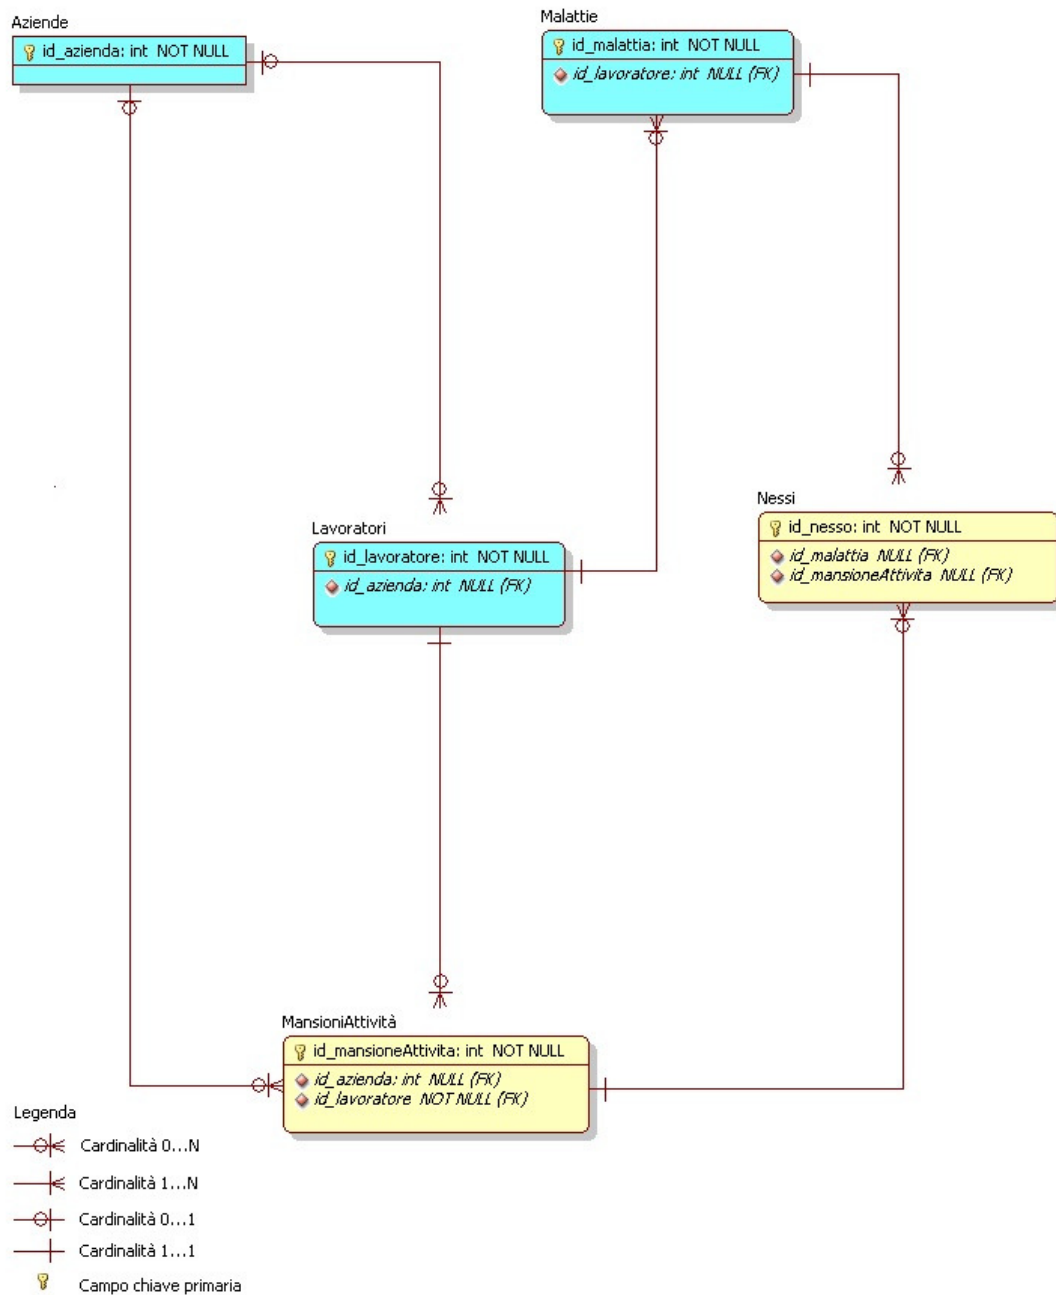 Aziende
id_azienda: int NOT NULL
Malattie
id_malattia: int NOT NULL
id_lavoratore: int NULL (FK)
Lavoratori
id_lavoratore: int NOT NULL
id_azienda: int NULL (FK)
Nessi
id_nesso: int NOT NULL
id_malattia NULL (FK)
id_mansioneAttivita NULL (FK)
MansioniAttività
id_mansioneAttivita: int NOT NULL
id_azienda: int NULL (FK)
id_lavoratore NOT NULL (FK)
Legenda
Cardinalità 0...N
Cardinalità 1...N
Cardinalità 0...1
Cardinalità 1...1
Campo chiave primaria